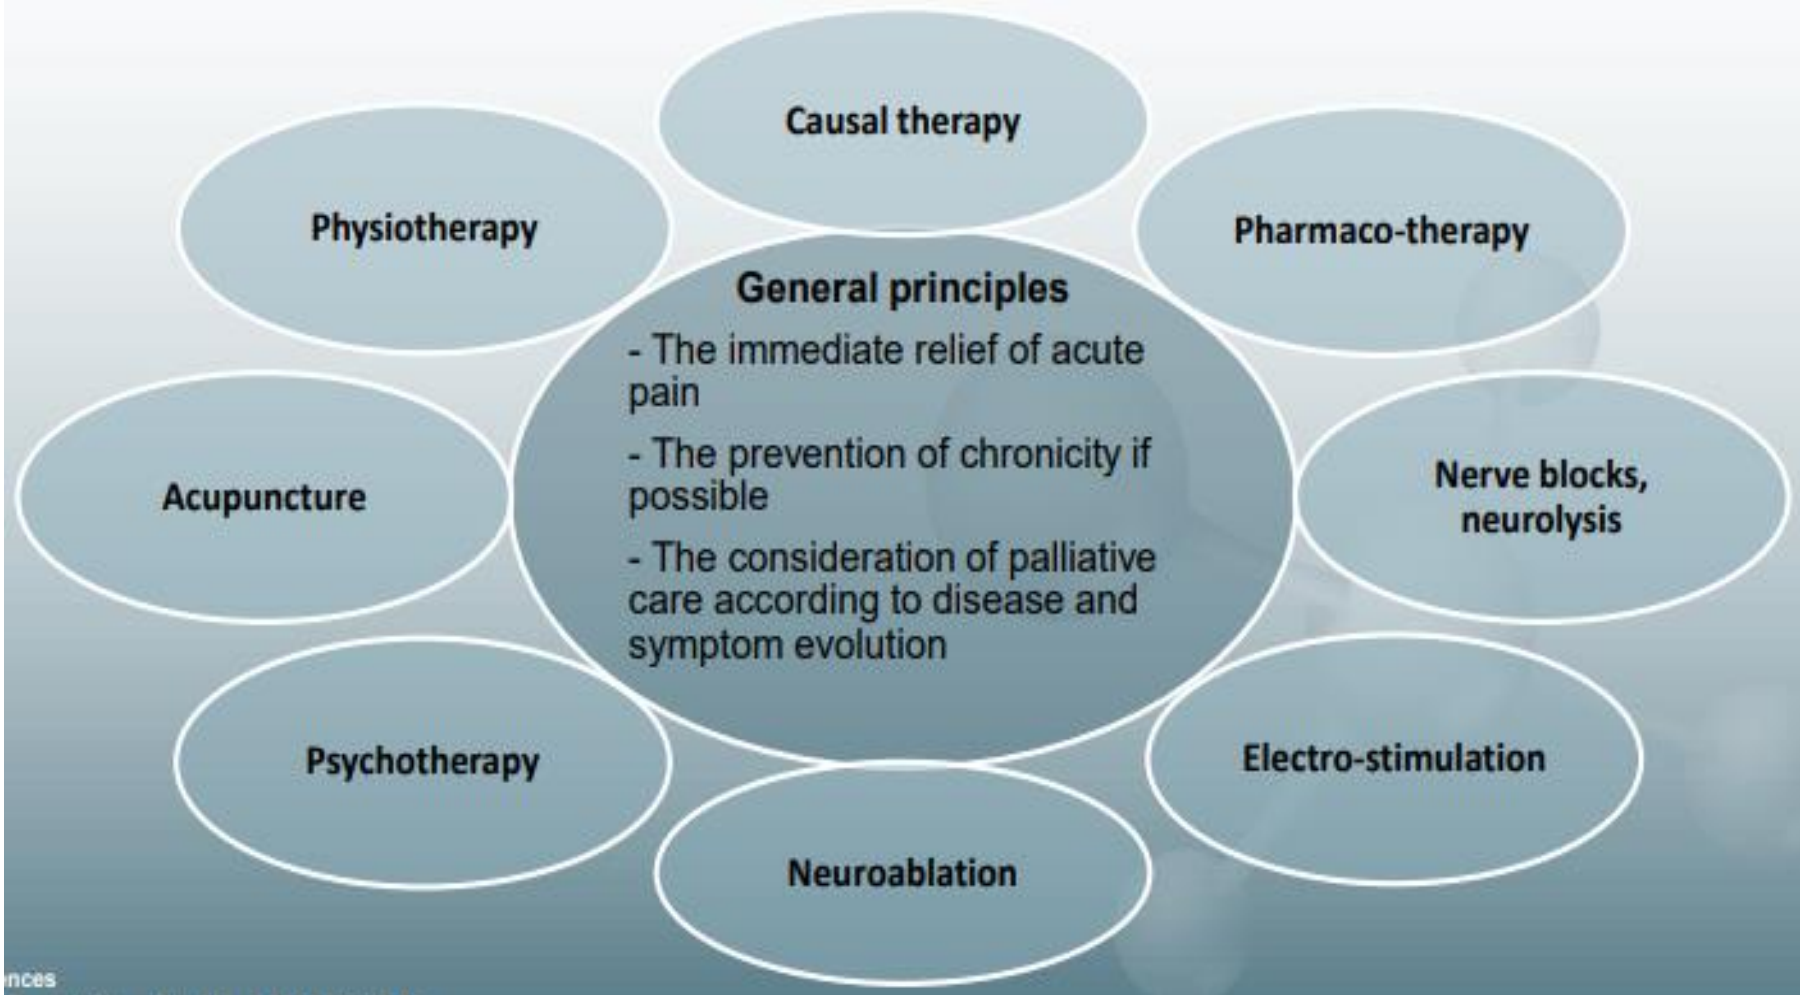 Causal therapy
Physiotherapy
Pharmaco-therapy
General principles
- The immediate relief of acute
pain
- The prevention of chronicity if
possible
- The consideration of palliative
care according to disease and
symptom evolution
Acupuncture
Nerve blocks,
neurolysis
Psychotherapy
Electro-stimulation
Neuroablation